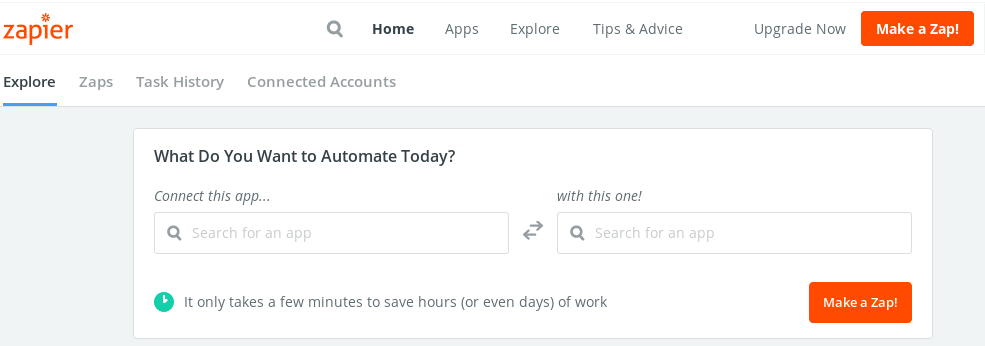 zapier Home Apps Explore Tips & Advice Upgrade Now Make a Zap!
Explore Zaps Task History Connected Accounts
What Do You Want to Automate Today?
Connect this app... with this one!
Search for an app Search for an app
It only takes a few minutes to save hours (or even days) of work Make a Zap!